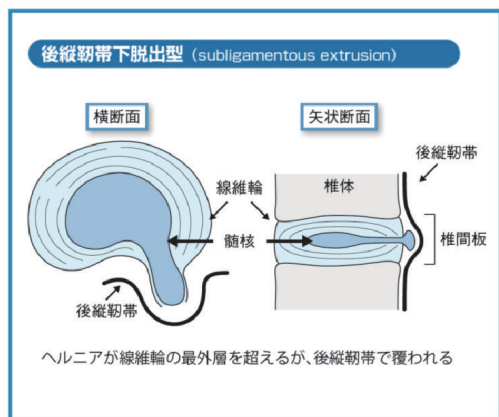 後縦靭帯下脱出型（subligamentous extrusion）
横断面
矢状断面
後縦靭帯
線維輪
椎体
髄核
椎間板
後縦靭帯
ヘルニアが線維輪の最外層を超えるが、後縦靭帯で覆われる